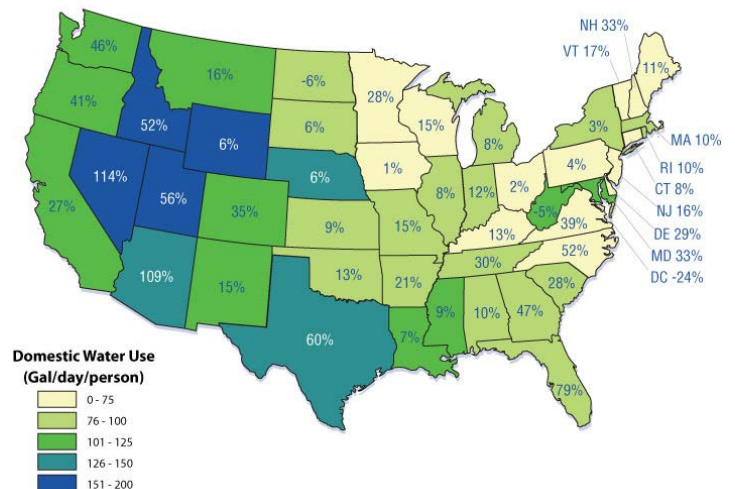 NH 33%
VT 17%
46%
16%
-6%
28%
11%
41%
52%
6%
6%
15%
8%
3%
MA 10%
RI 10%
CT 8%
NJ 16%
DE 29%
MD 33%
DC -24%
114%
56%
35%
6%
1%
8%
12%
2%
4%
-5%
39%
27%
9%
15%
13%
52%
109%
15%
13%
21%
30%
28%
60%
7%
9%
10%
47%
79%
Domestic Water Use
(Gal/day/person)
0 - 75
76 - 100
101 - 125
126 - 150
151 - 200